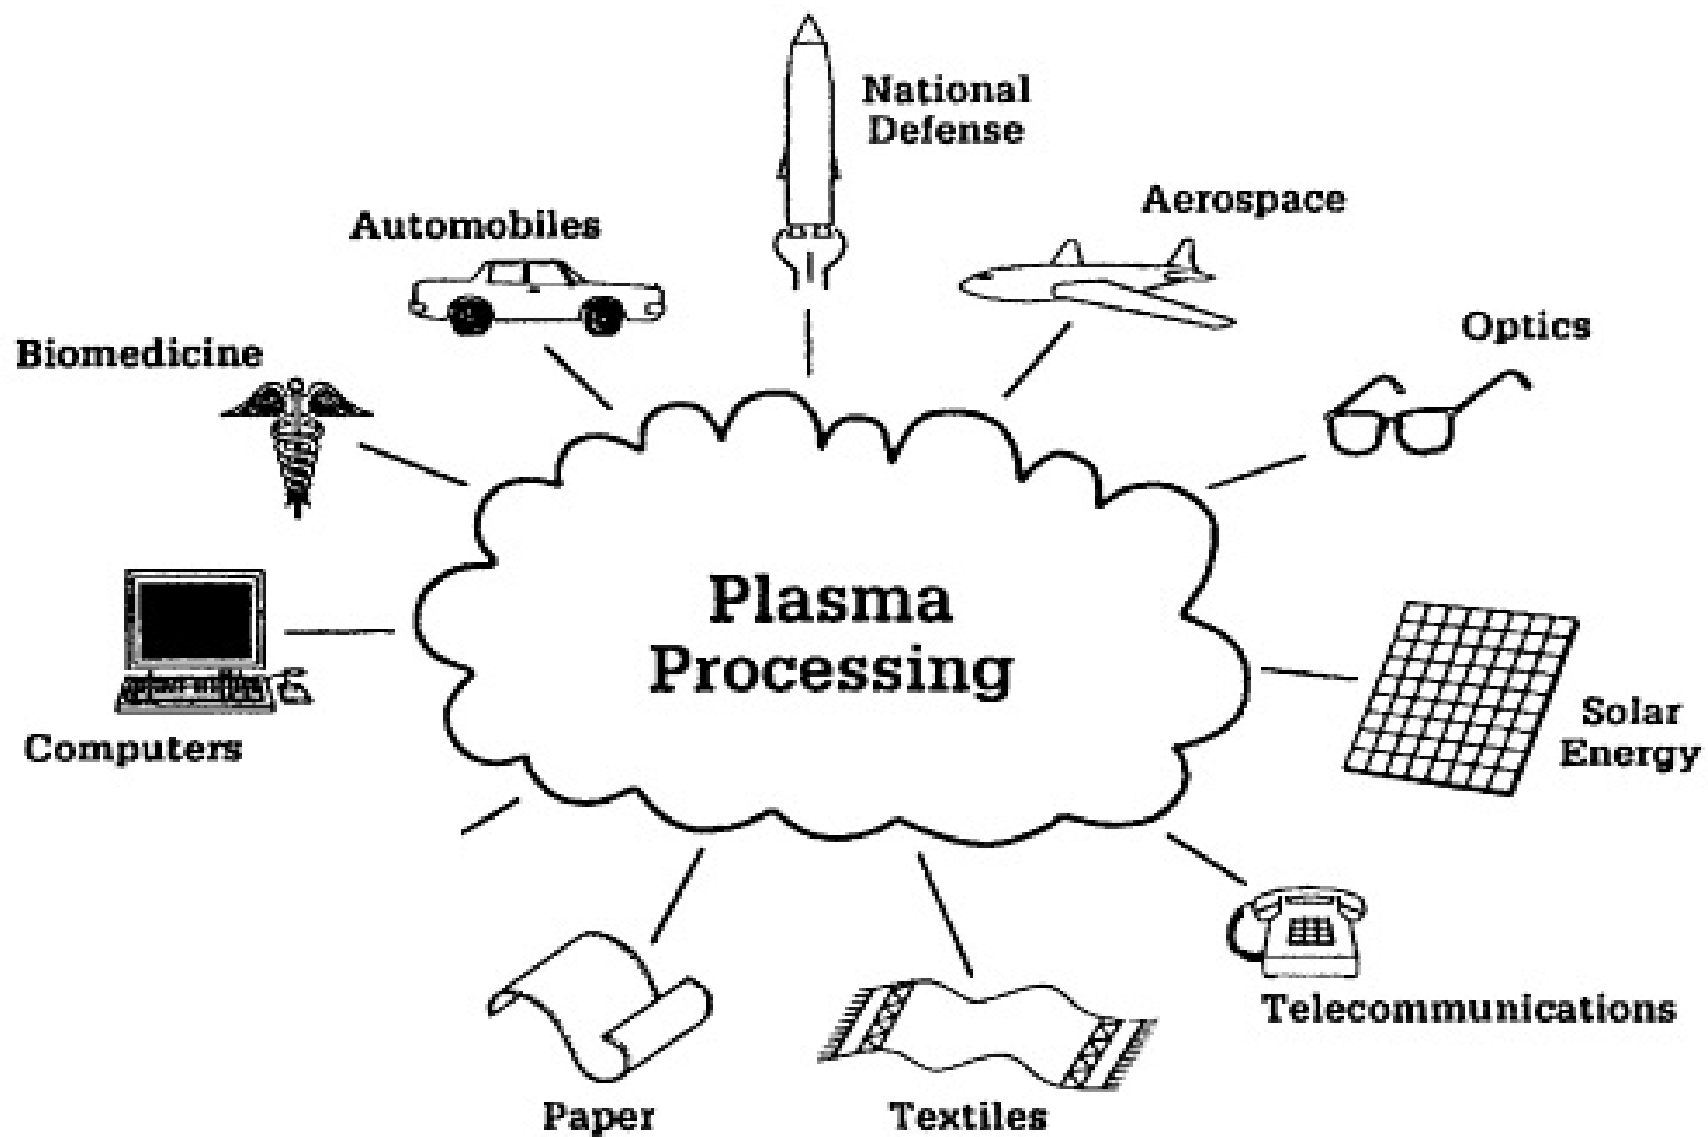 National
Defense
Aerospace
Automobiles
Optics
Biomedicine
Plasma
Processing
Solar
Energy
Computers
Telecommunications
Paper
Textiles